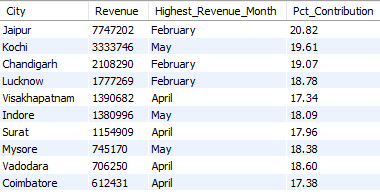 City Revenue Highest_Revenue_Month Pct_Contribution
Jaipur 7747202 February 20.82
Kochi 3333746 May 19.61
Chandigarh 2108290 February 19.07
Lucknow 1777269 February 18.78
Visakhapatnam 1390682 April 17.34
Indore 1380996 May 18.09
Surat 1154909 April 17.96
Mysore 745170 May 18.38
Vadodara 706250 April 18.60
Coimbatore 612431 April 17.38